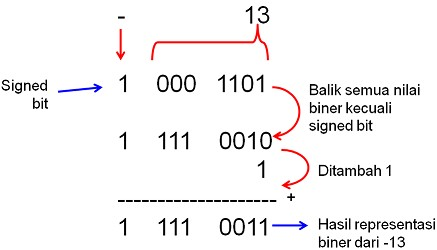 - 13
Signed bit
1 000 1101
Balik semua nilai biner kecuali signed bit
1 111 0010
1
Ditambah 1
-------------------- +
1 111 0011
Hasil representasi biner dari -13